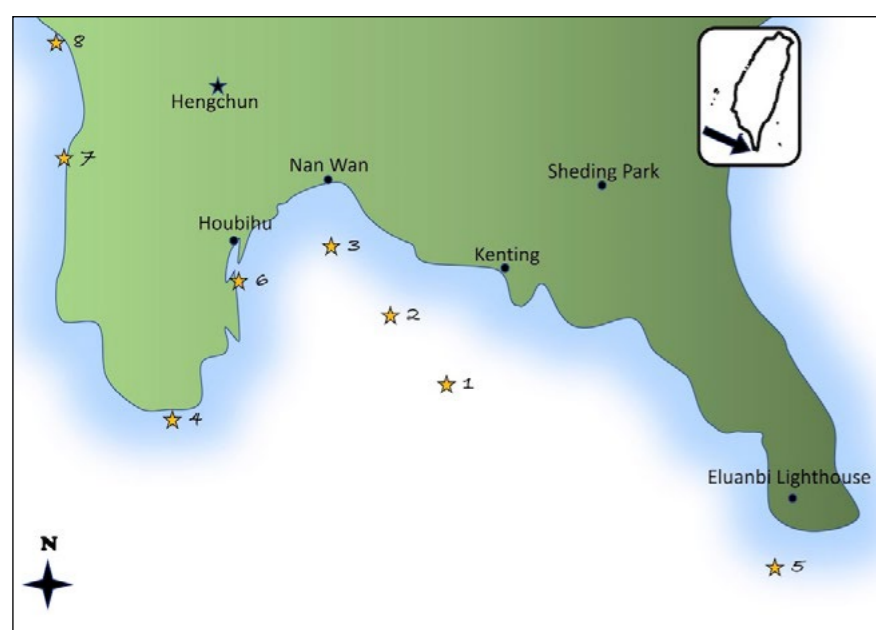 8
Hengchun
7
Nan Wan
Sheding Park
Houbihu
3
Kenting
6
2
1
4
Eluanbi Lighthouse
N
5